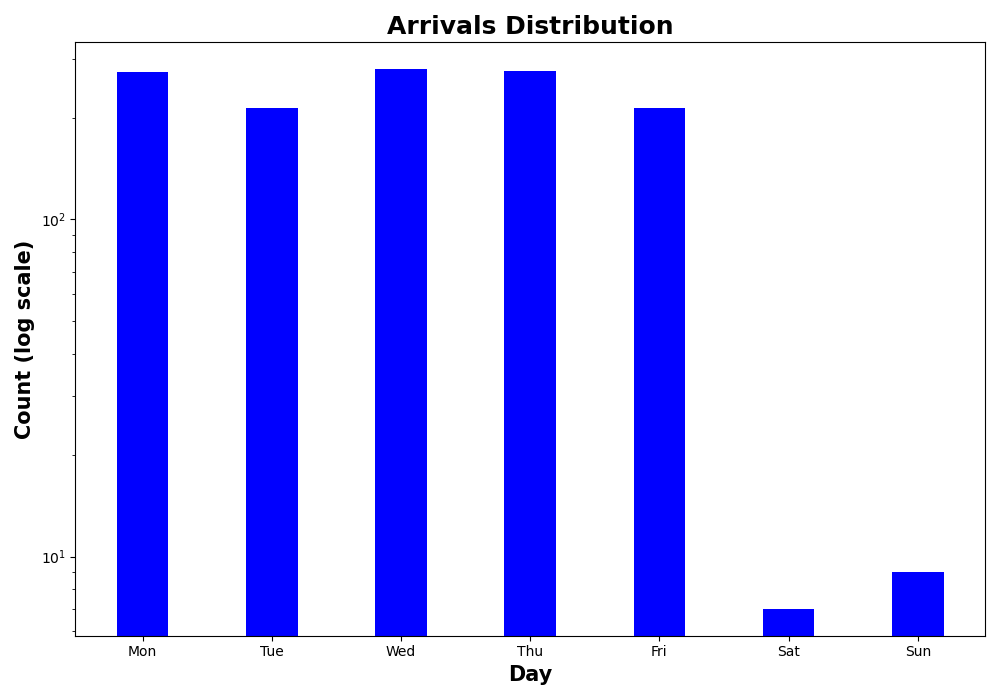 Arrivals Distribution
Count (log scale)
10²
10¹
Mon Tue Wed Thu Fri Sat Sun
Day